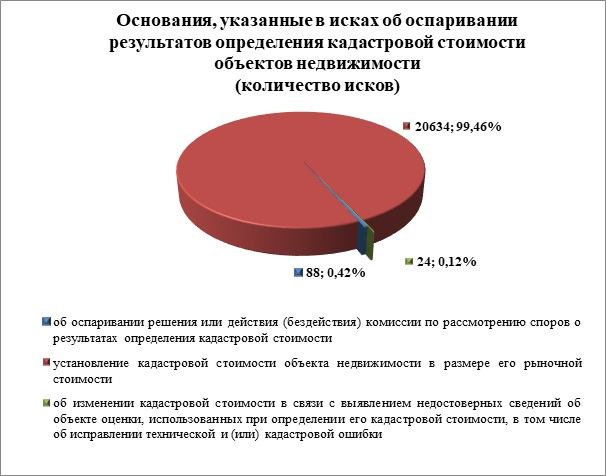 Основания, указанные в исках об оспаривании
результатов определения кадастровой стоимости
объектов недвижимости
(количество исков)
20634; 99,46%
24; 0,12%
88; 0,42%
об оспаривании решения или действия (бездействия) комиссии по рассмотрению споров о
результатах определения кадастровой стоимости
установление кадастровой стоимости объекта недвижимости в размере его рыночной
стоимости
об изменении кадастровой стоимости в связи с выявлением недостоверных сведений об
объекте оценки, использованных при определении его кадастровой стоимости, в том числе
об исправлении технической и (или) кадастровой ошибки